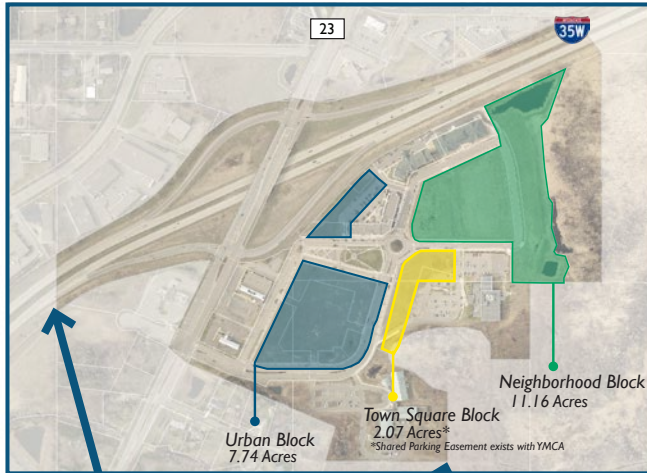 23
INTERSTATE
35W
Neighborhood Block
11.16 Acres
Town Square Block
2.07 Acres*
*Shared Parking Easement exists with YMCA
Urban Block
7.74 Acres